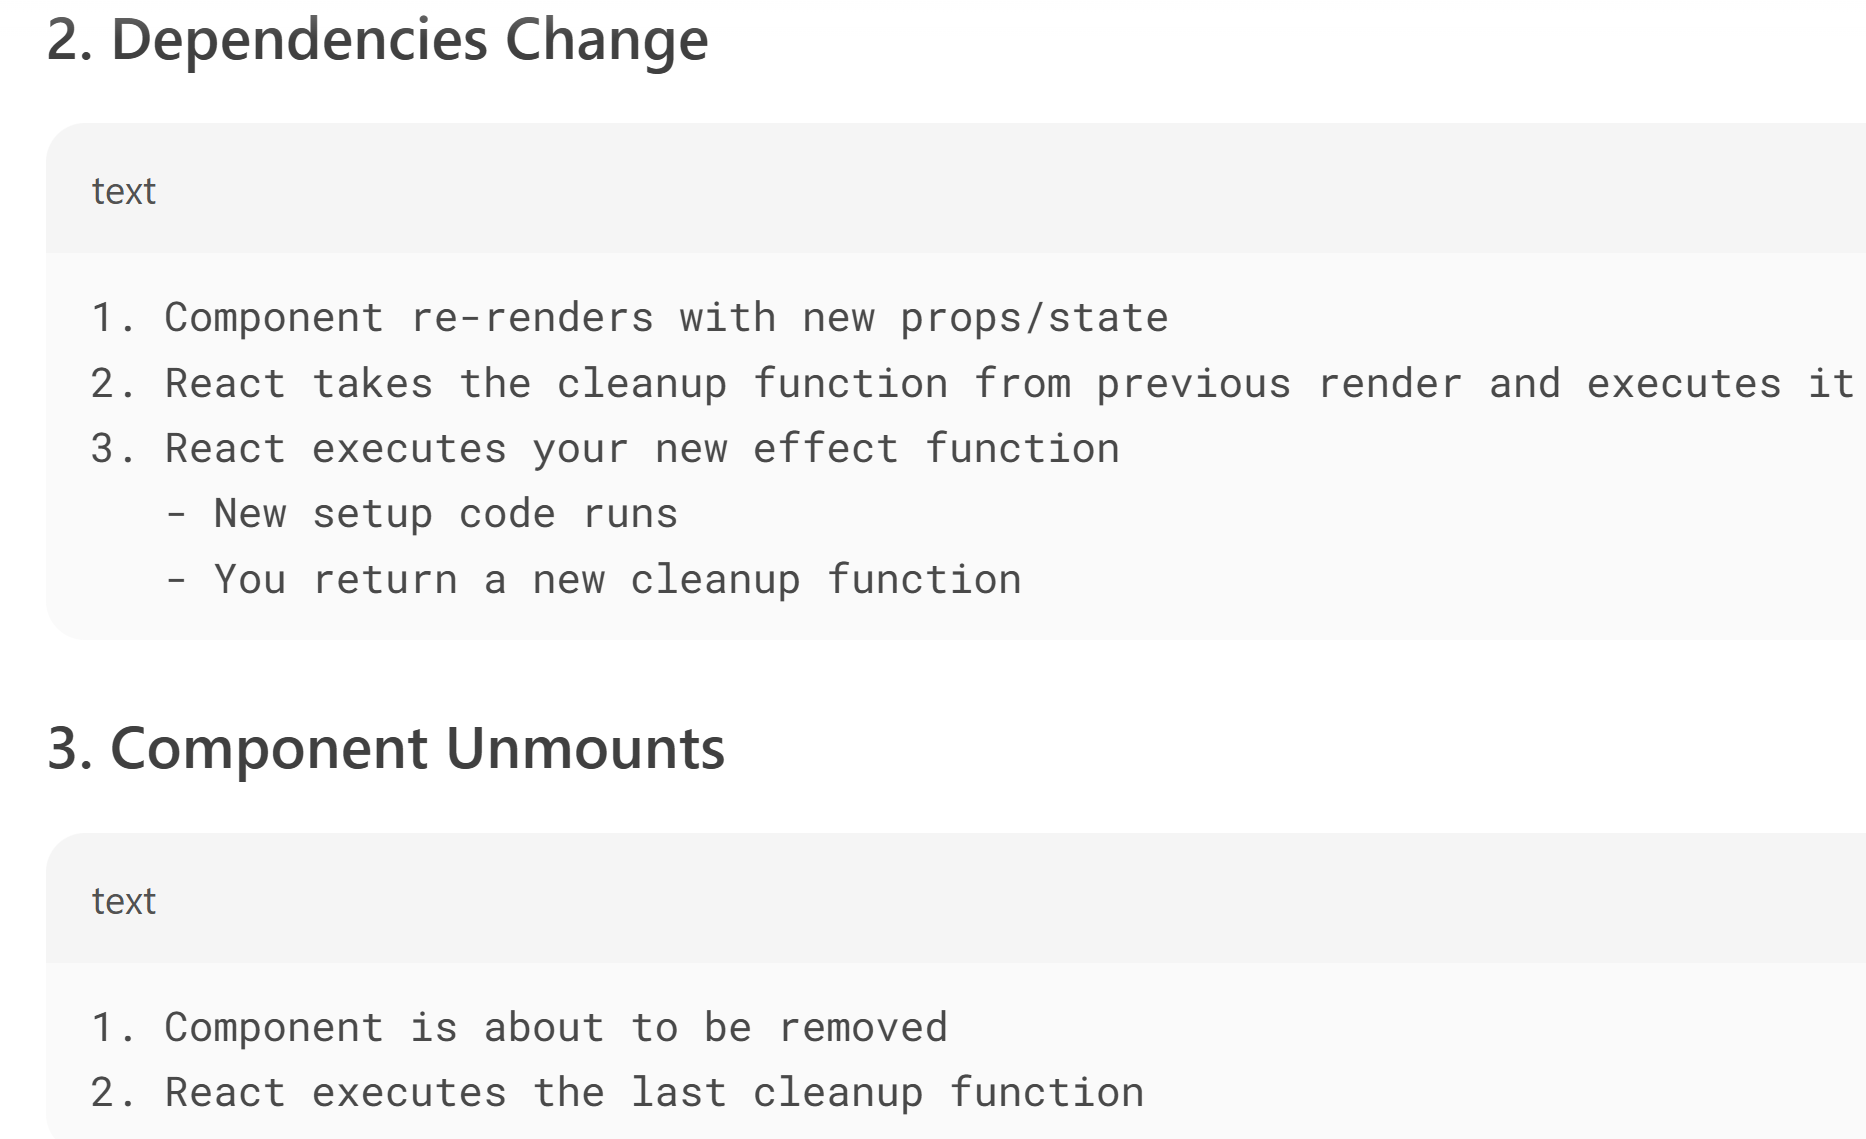 2. Dependencies Change
text
1. Component re-renders with new props/state
2. React takes the cleanup function from previous render and executes it
3. React executes your new effect function
- New setup code runs
- You return a new cleanup function
3. Component Unmounts
text
1. Component is about to be removed
2. React executes the last cleanup function